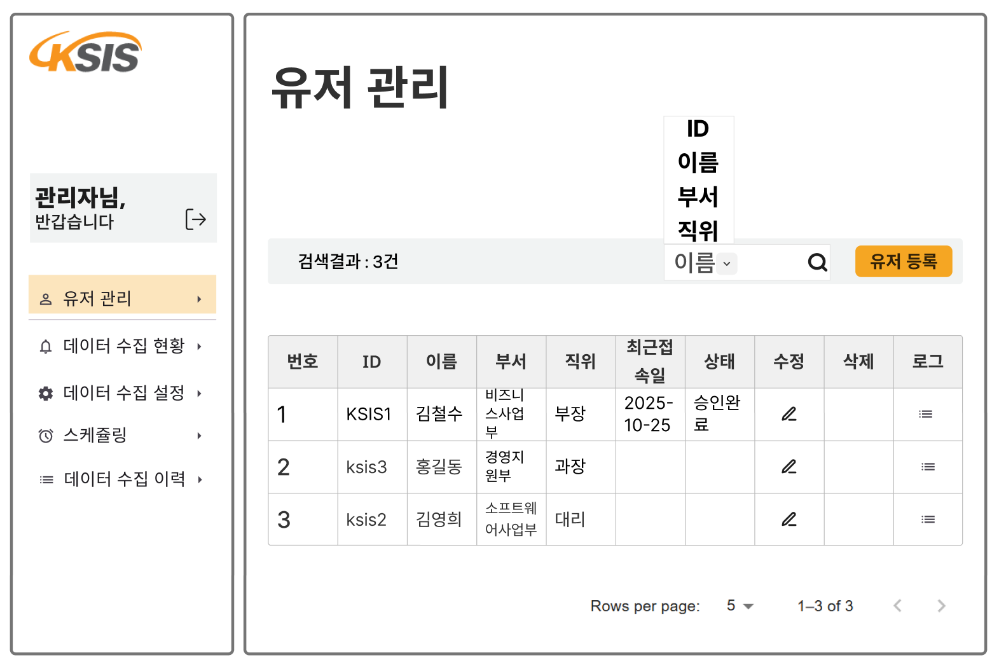 KSIS
관리자님,
반갑습니다
유저 관리
데이터 수집 현황
데이터 수집 설정
스케쥴링
데이터 수집 이력
유저 관리
ID
이름
부서
직위
검색결과 : 3건
이름
유저 등록
번호 ID 이름 부서 직위 최근접 상태 수정 삭제 로그
속일
1 KSIS1 김철수 비즈니 부장 2025- 승인완
스사업 10-25 료
부
2 ksis3 홍길동 경영지 과장
원부
3 ksis2 김영희 소프트웨 대리
어사업부
Rows per page: 5 1–3 of 3